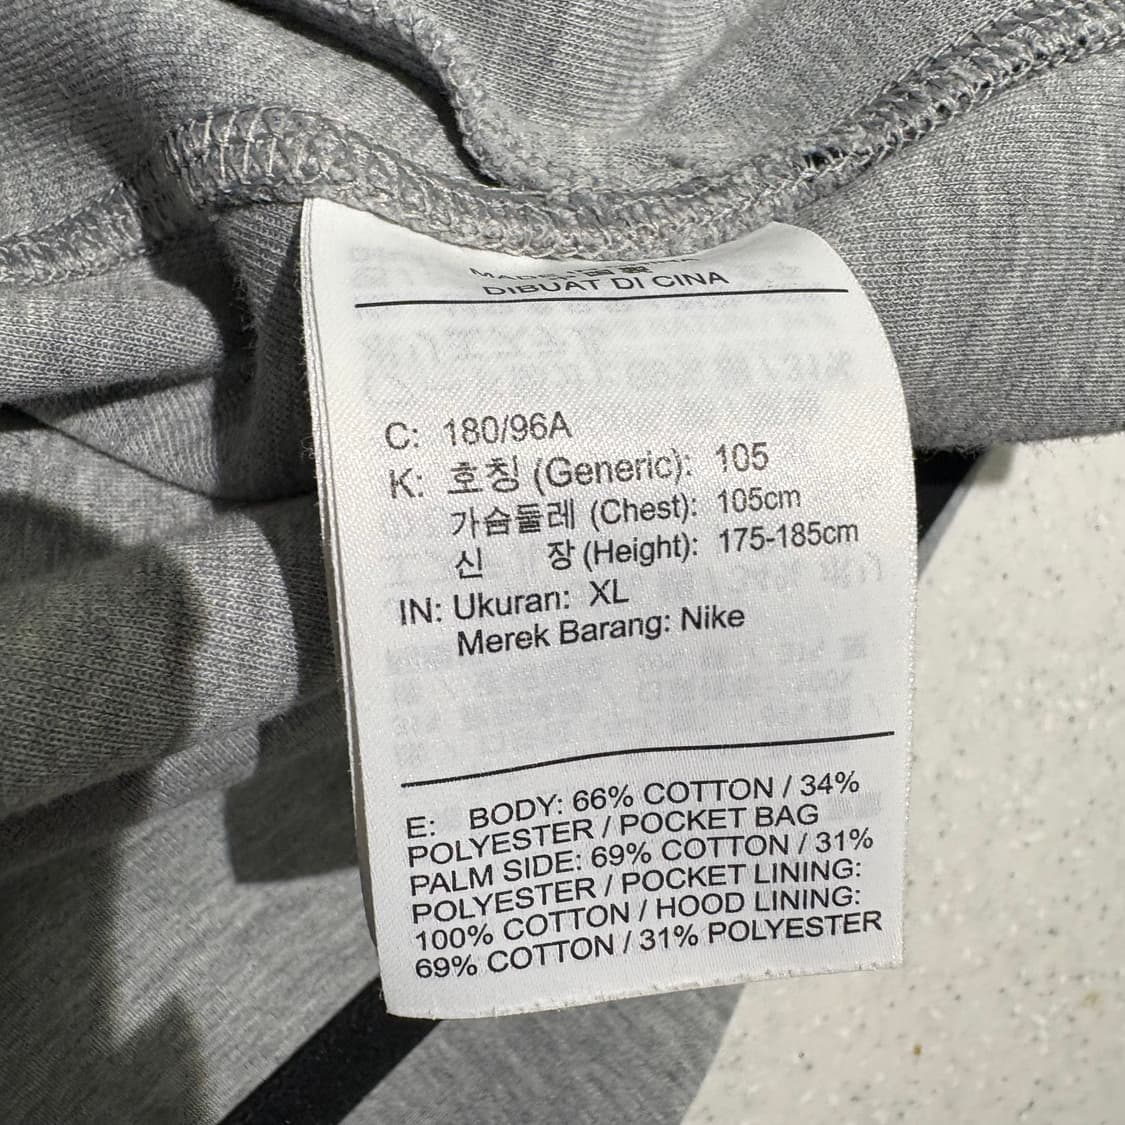 DIBUAT DI CINA
C: 180/96A
K: 호칭 (Generic): 105
가슴둘레 (Chest): 105cm
신 장 (Height): 175-185cm
IN: Ukuran: XL
Merek Barang: Nike
E: BODY: 66% COTTON / 34%
POLYESTER / POCKET BAG
PALM SIDE: 69% COTTON / 31%
POLYESTER / POCKET LINING:
100% COTTON / HOOD LINING:
69% COTTON / 31% POLYESTER